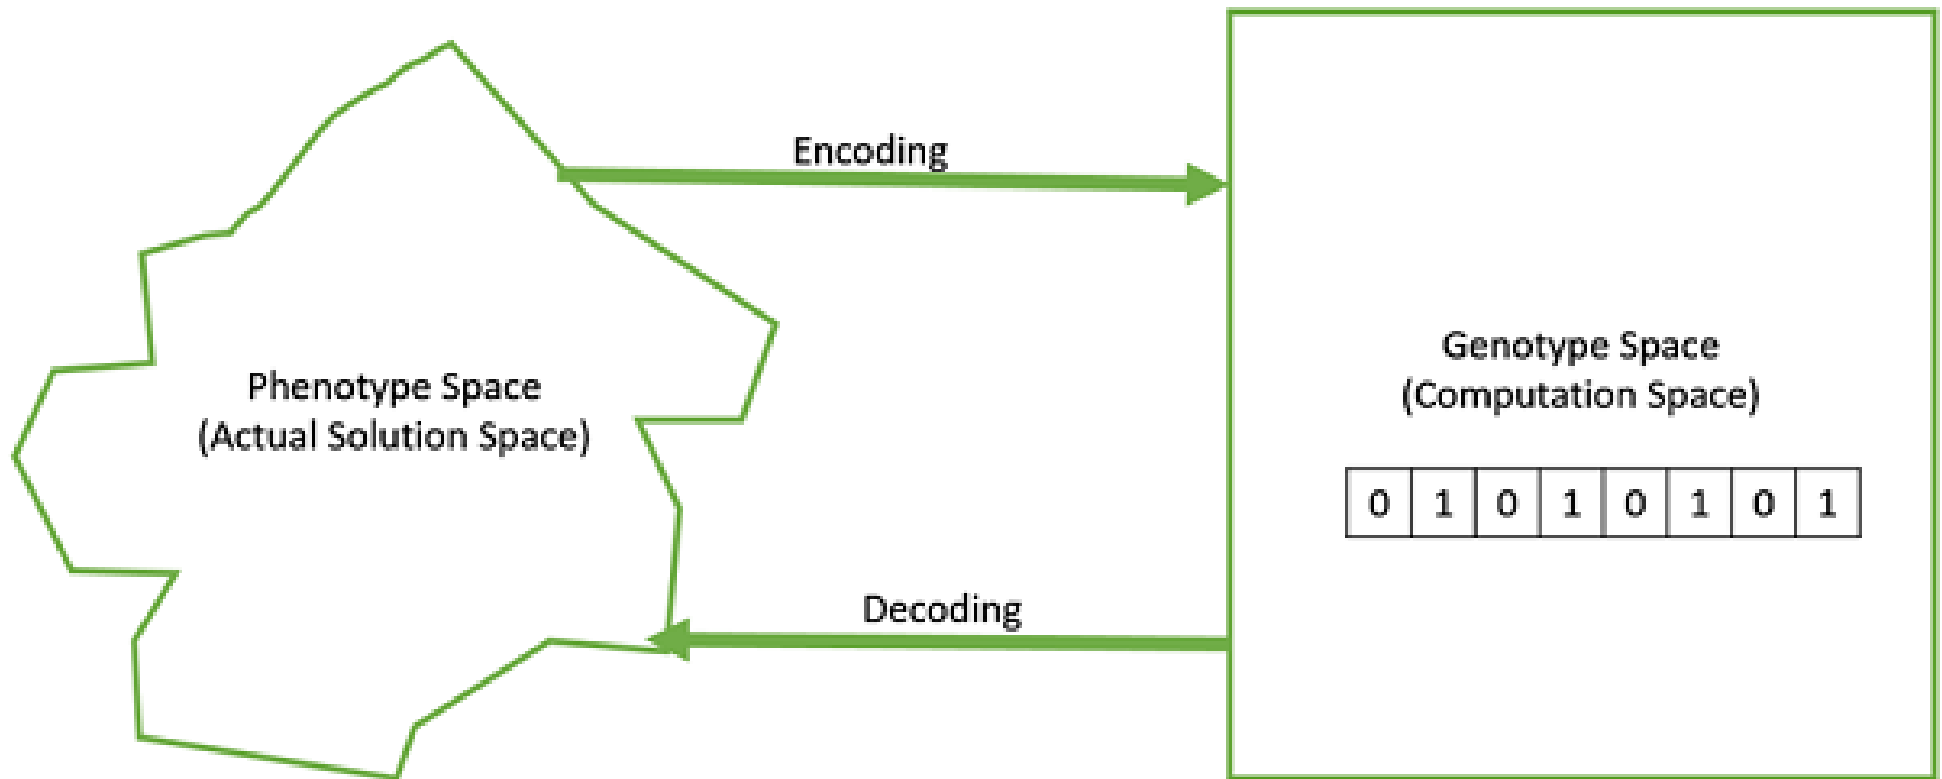 Encoding
Phenotype Space
(Actual Solution Space)
Genotype Space
(Computation Space)
0 1 0 1 0 1 0 1
Decoding